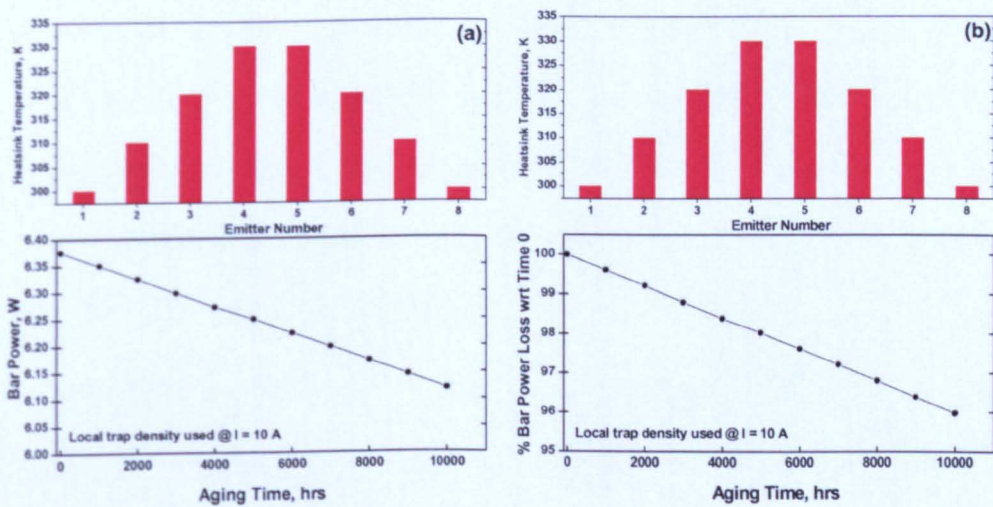 (a)
Heatsink Temperature, K
335
330
325
320
315
310
305
300
1 2 3 4 5 6 7 8
Emitter Number
Bar Power, W
6.40
6.35
6.30
6.25
6.20
6.15
6.10
6.05
6.00
Local trap density used @ I = 10 A
0 2000 4000 6000 8000 10000
Aging Time, hrs
(b)
Heatsink Temperature, K
335
330
325
320
315
310
305
300
1 2 3 4 5 6 7 8
Emitter Number
% Bar Power Loss wrt Time 0
100
99
98
97
96
95
Local trap density used @ I = 10 A
0 2000 4000 6000 8000 10000
Aging Time, hrs